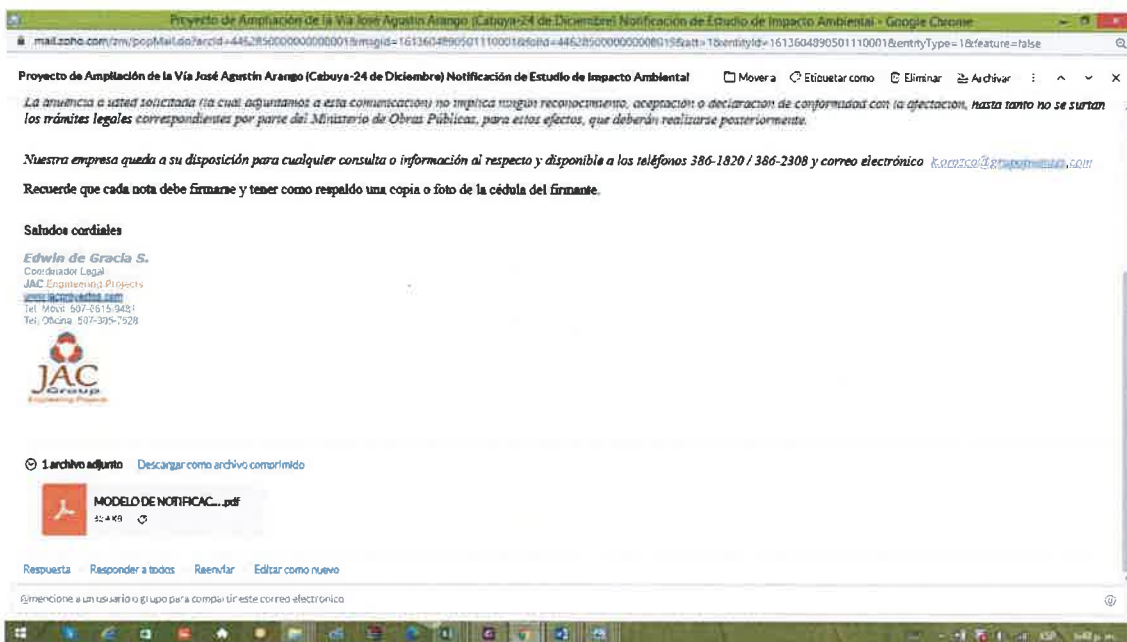 Proyecto de Ampliación de la Vía José Agustín Arango (Cabuya-24 de Diciembre) Notificación de Estudio de Impacto Ambiental - Google Chrome
Proyecto de Ampliación de la Vía José Agustín Arango (Cabuya-24 de Diciembre) Notificación de Estudio de Impacto Ambiental Mover a Etiquetar como Eliminar Archivar
La anuencia a usted solicitada (la cual adjuntamos a esta comunicación) no implica ningún reconocimiento, aceptación o declaración de conformidad con la afectación, hasta tanto no se surtan
los trámites legales correspondientes por parte del Ministerio de Obras Públicas, para estos efectos, que deberán realizarse posteriormente.
Nuestra empresa queda a su disposición para cualquier consulta o información al respecto y disponible a los teléfonos 386-1820 / 386-2308 y correo electrónico
Recuerde que cada nota debe firmarse y tener como respaldo una copia o foto de la cédula del firmante.
Saludos cordiales
Edwin de Gracia S.
Coordinador Legal
JAC Engineering Projects
Tel. Móvil
Tel. Oficina
JAC
Group
Engineering Projects
1 archivo adjunto Descargar como archivo comprimido
MODELO DE NOTIFICAC....pdf
Respuesta Responder a todos Reenviar Editar como nuevo
@mencione a un usuario o grupo para compartir este correo electrónico